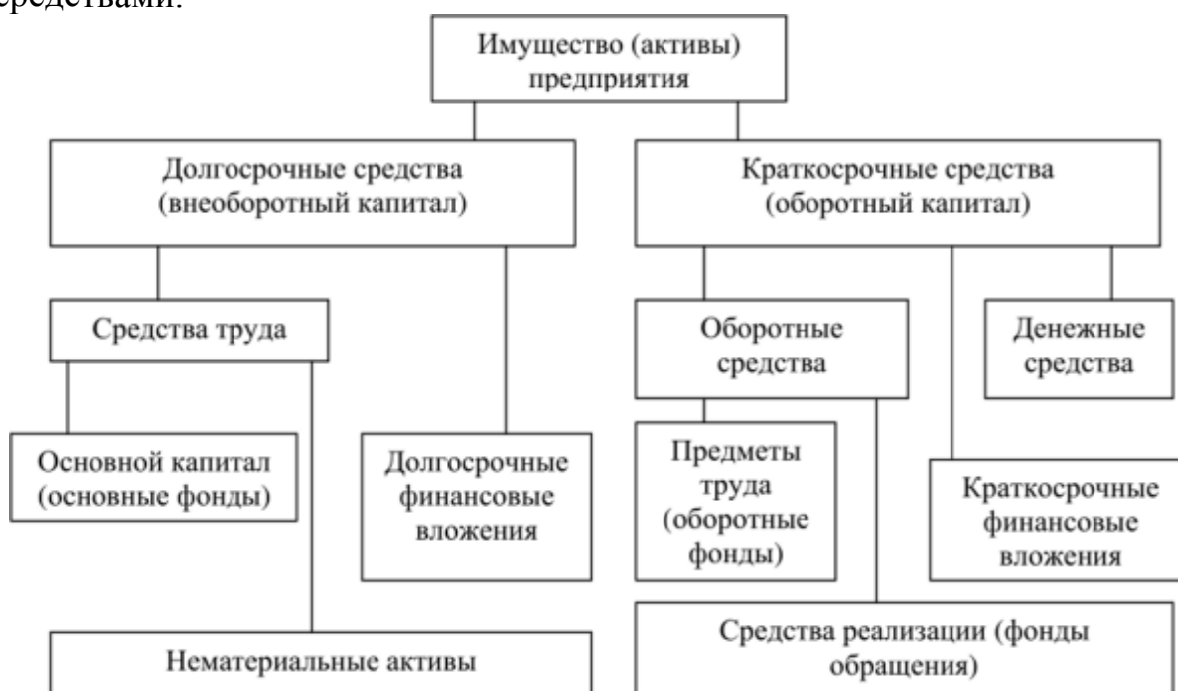 средствами.
Имущество (активы)
предприятия
Долгосрочные средства
(внеоборотный капитал)
Краткосрочные средства
(оборотный капитал)
Средства труда
Оборотные
средства
Денежные
средства
Основной капитал
(основные фонды)
Долгосрочные
финансовые
вложения
Предметы
труда
(оборотные
фонды)
Краткосрочные
финансовые
вложения
Нематериальные активы
Средства реализации (фонды
обращения)